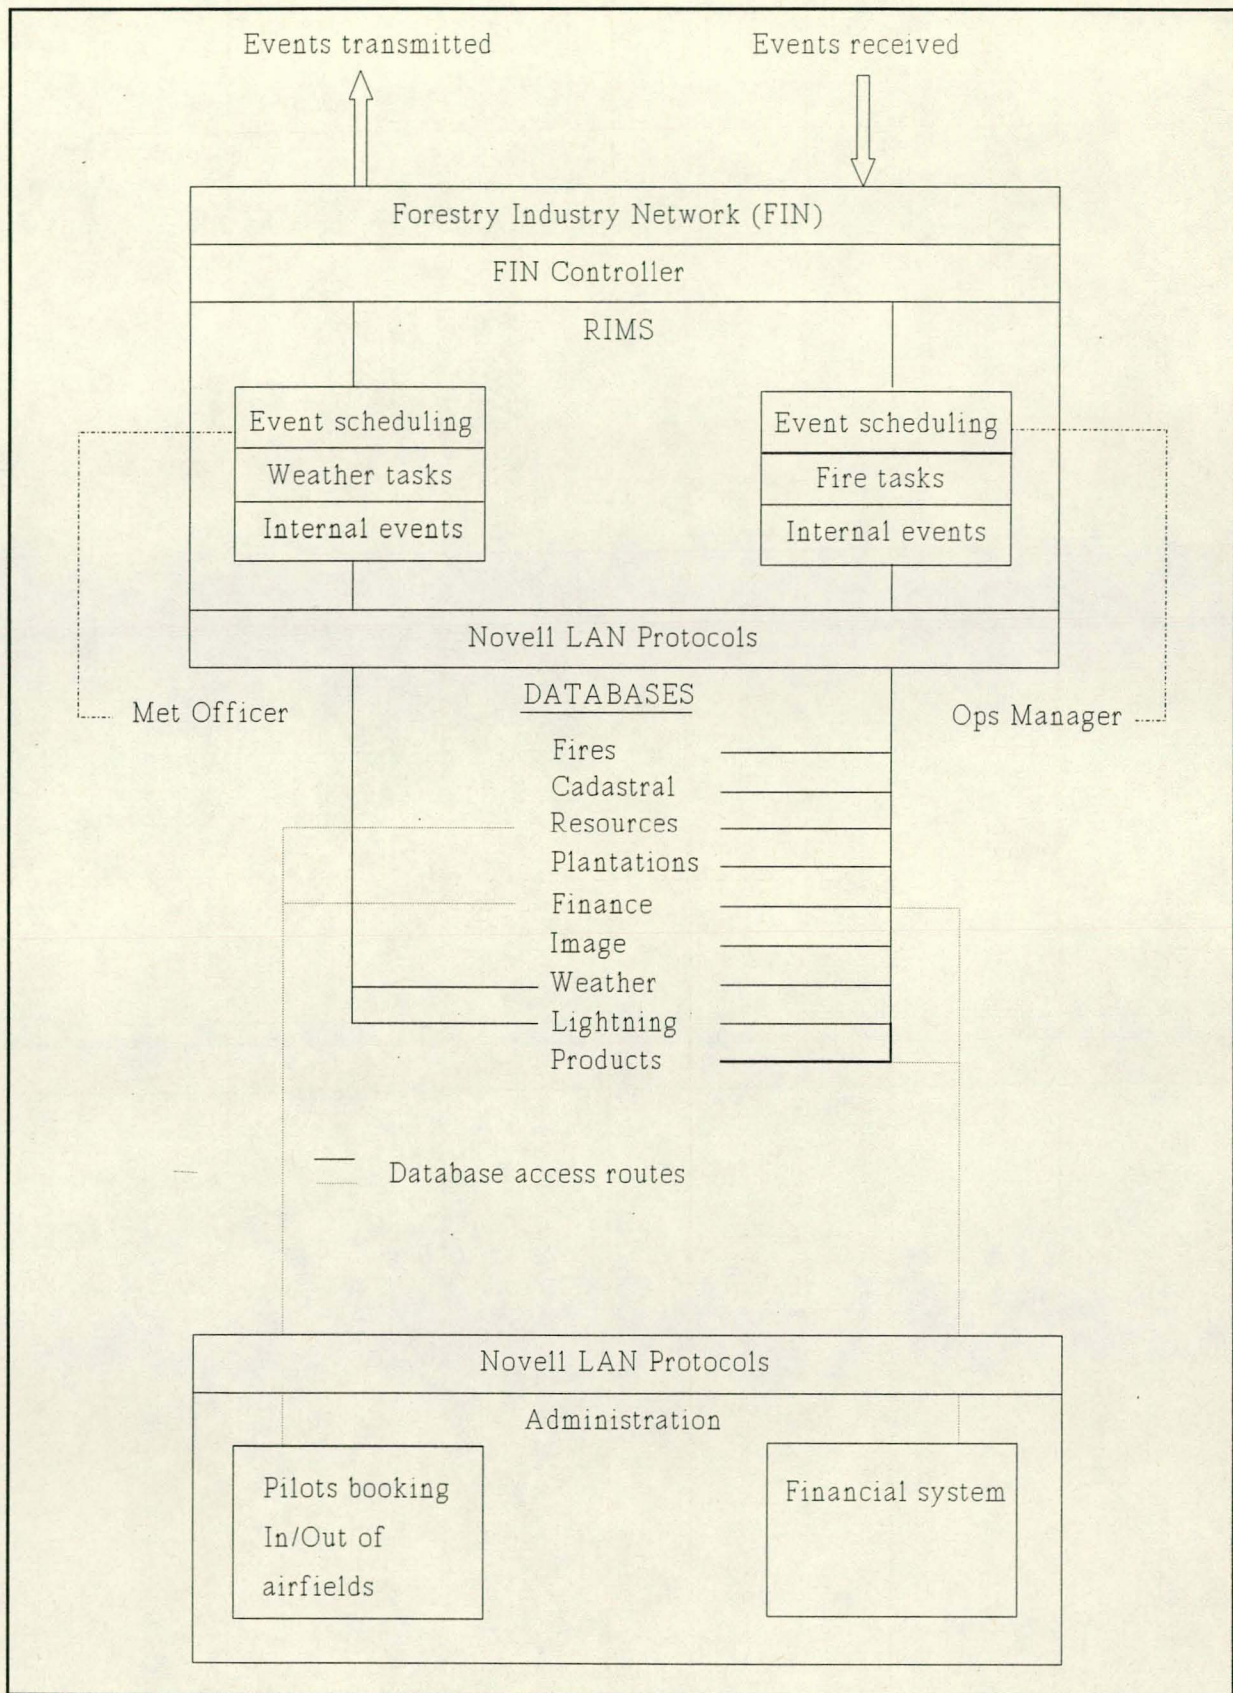 Events transmitted
Events received
Forestry Industry Network (FIN)
FIN Controller
RIMS
Event scheduling
Weather tasks
Internal events
Event scheduling
Fire tasks
Internal events
Novell LAN Protocols
Met Officer
Ops Manager
DATABASES
Fires
Cadastral
Resources
Plantations
Finance
Image
Weather
Lightning
Products
Database access routes
Novell LAN Protocols
Administration
Pilots booking
In/Out of
airfields
Financial system